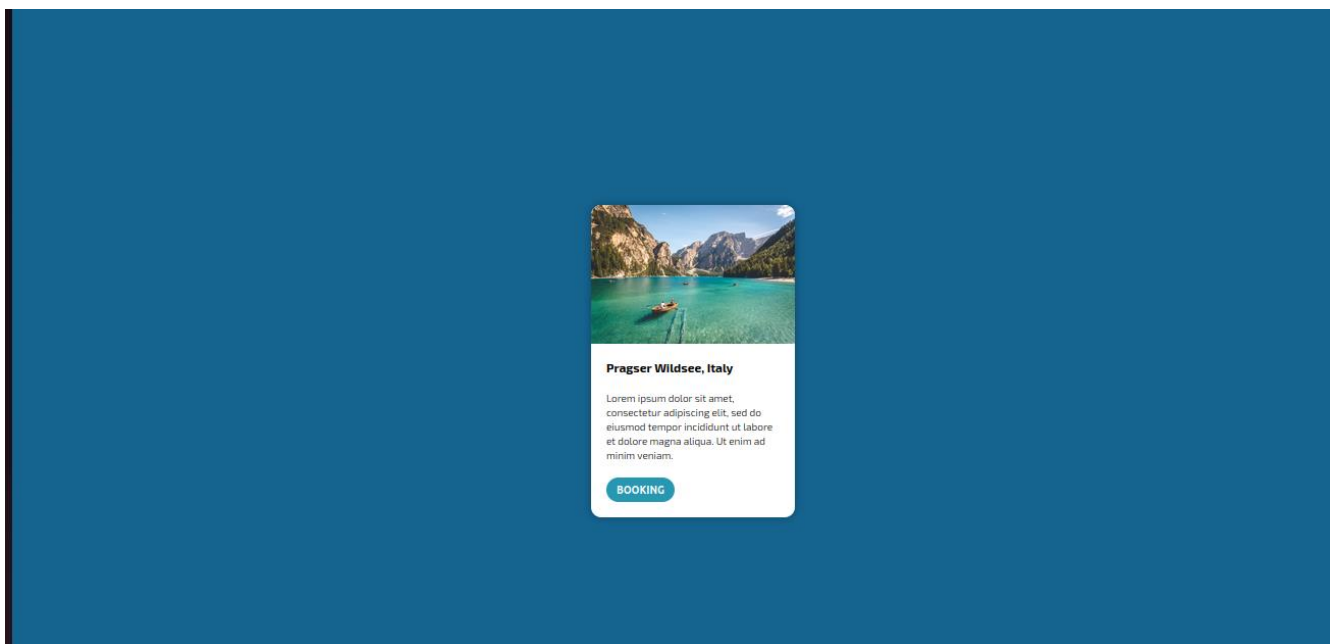 Pragser Wildsee, Italy
Lorem ipsum dolor sit amet,
consectetur adipiscing elit, sed do
eiusmod tempor incididunt ut labore
et dolore magna aliqua. Ut enim ad
minim veniam.
BOOKING